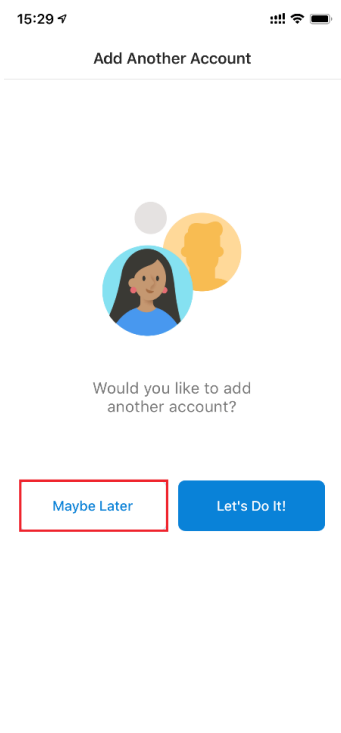 15:29
Add Another Account
Would you like to add
another account?
Maybe Later
Let's Do It!